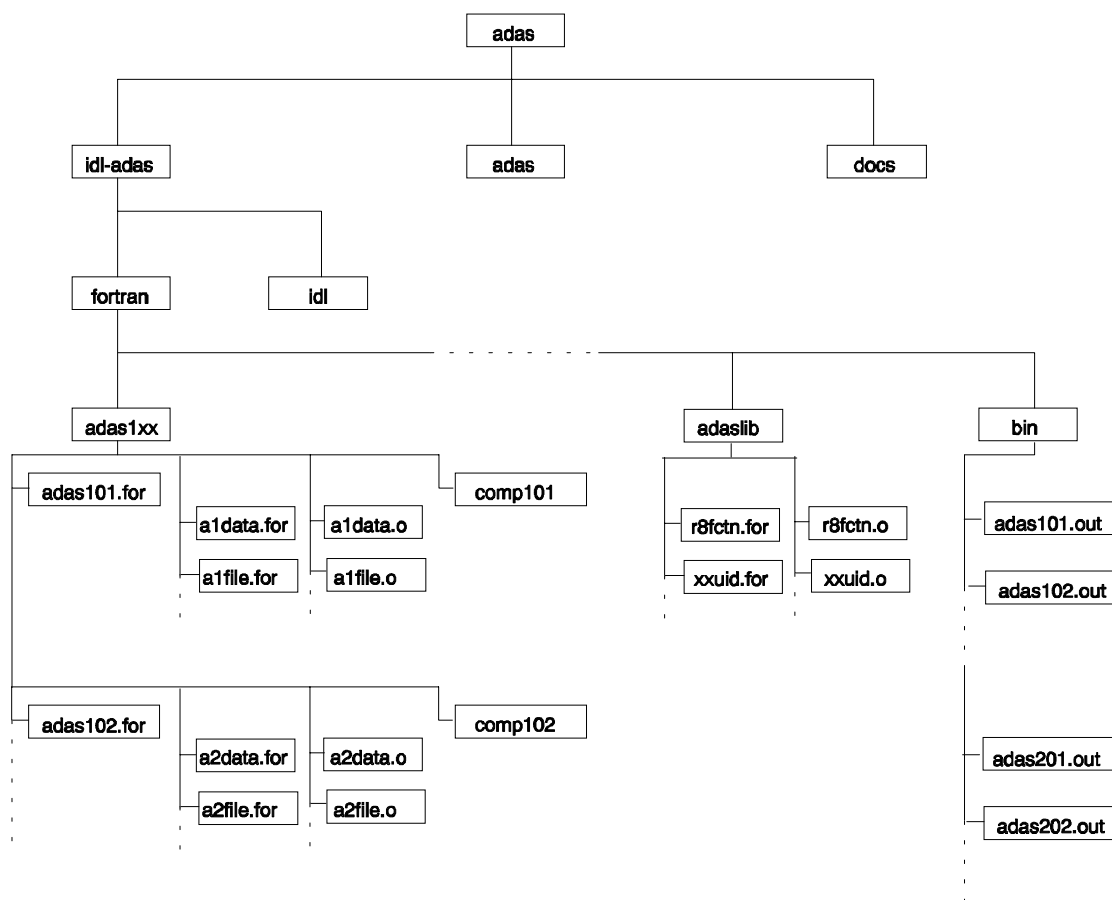 adas
idl-adas
adas
docs
fortran
idl
adas1xx
adaslib
bin
adas101.for
a1data.for
a1file.for
a1data.o
a1file.o
comp101
r8fctn.for
xxuid.for
r8fctn.o
xxuid.o
adas101.out
adas102.out
adas102.for
a2data.for
a2file.for
a2data.o
a2file.o
comp102
adas201.out
adas202.out